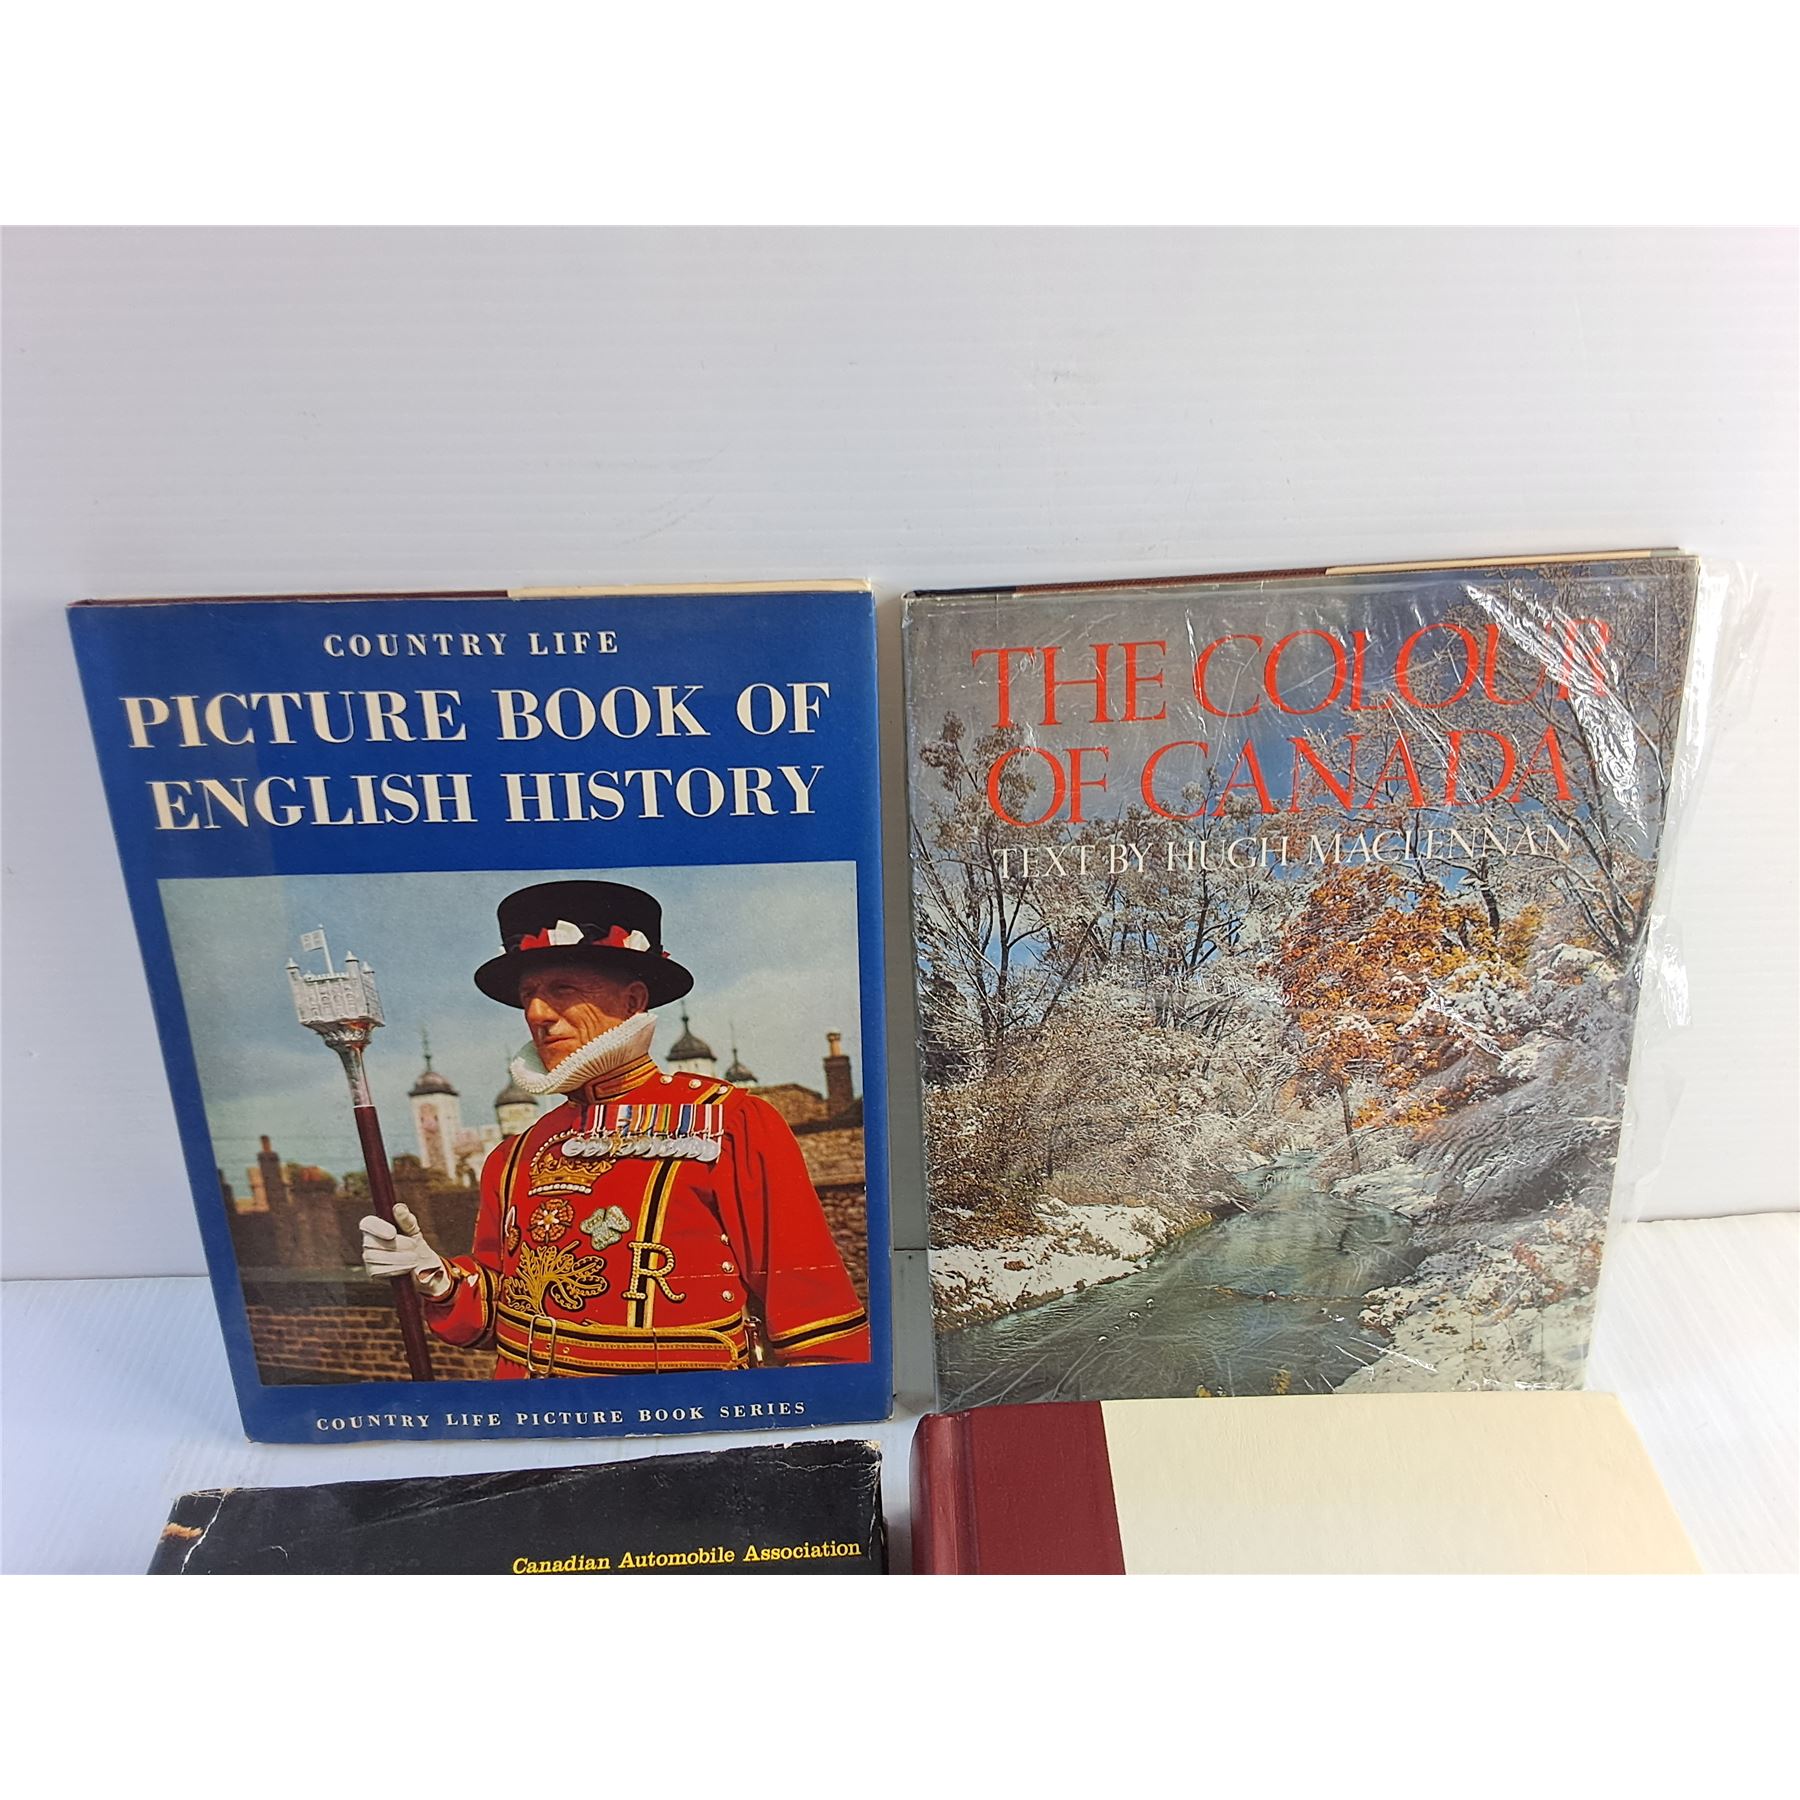 COUNTRY LIFE
PICTURE BOOK OF
ENGLISH HISTORY
R
COUNTRY LIFE PICTURE BOOK SERIES
THE COLOUR
OF CANADA
TEXT BY HUGH MACLENNAN
Canadian Automobile Association